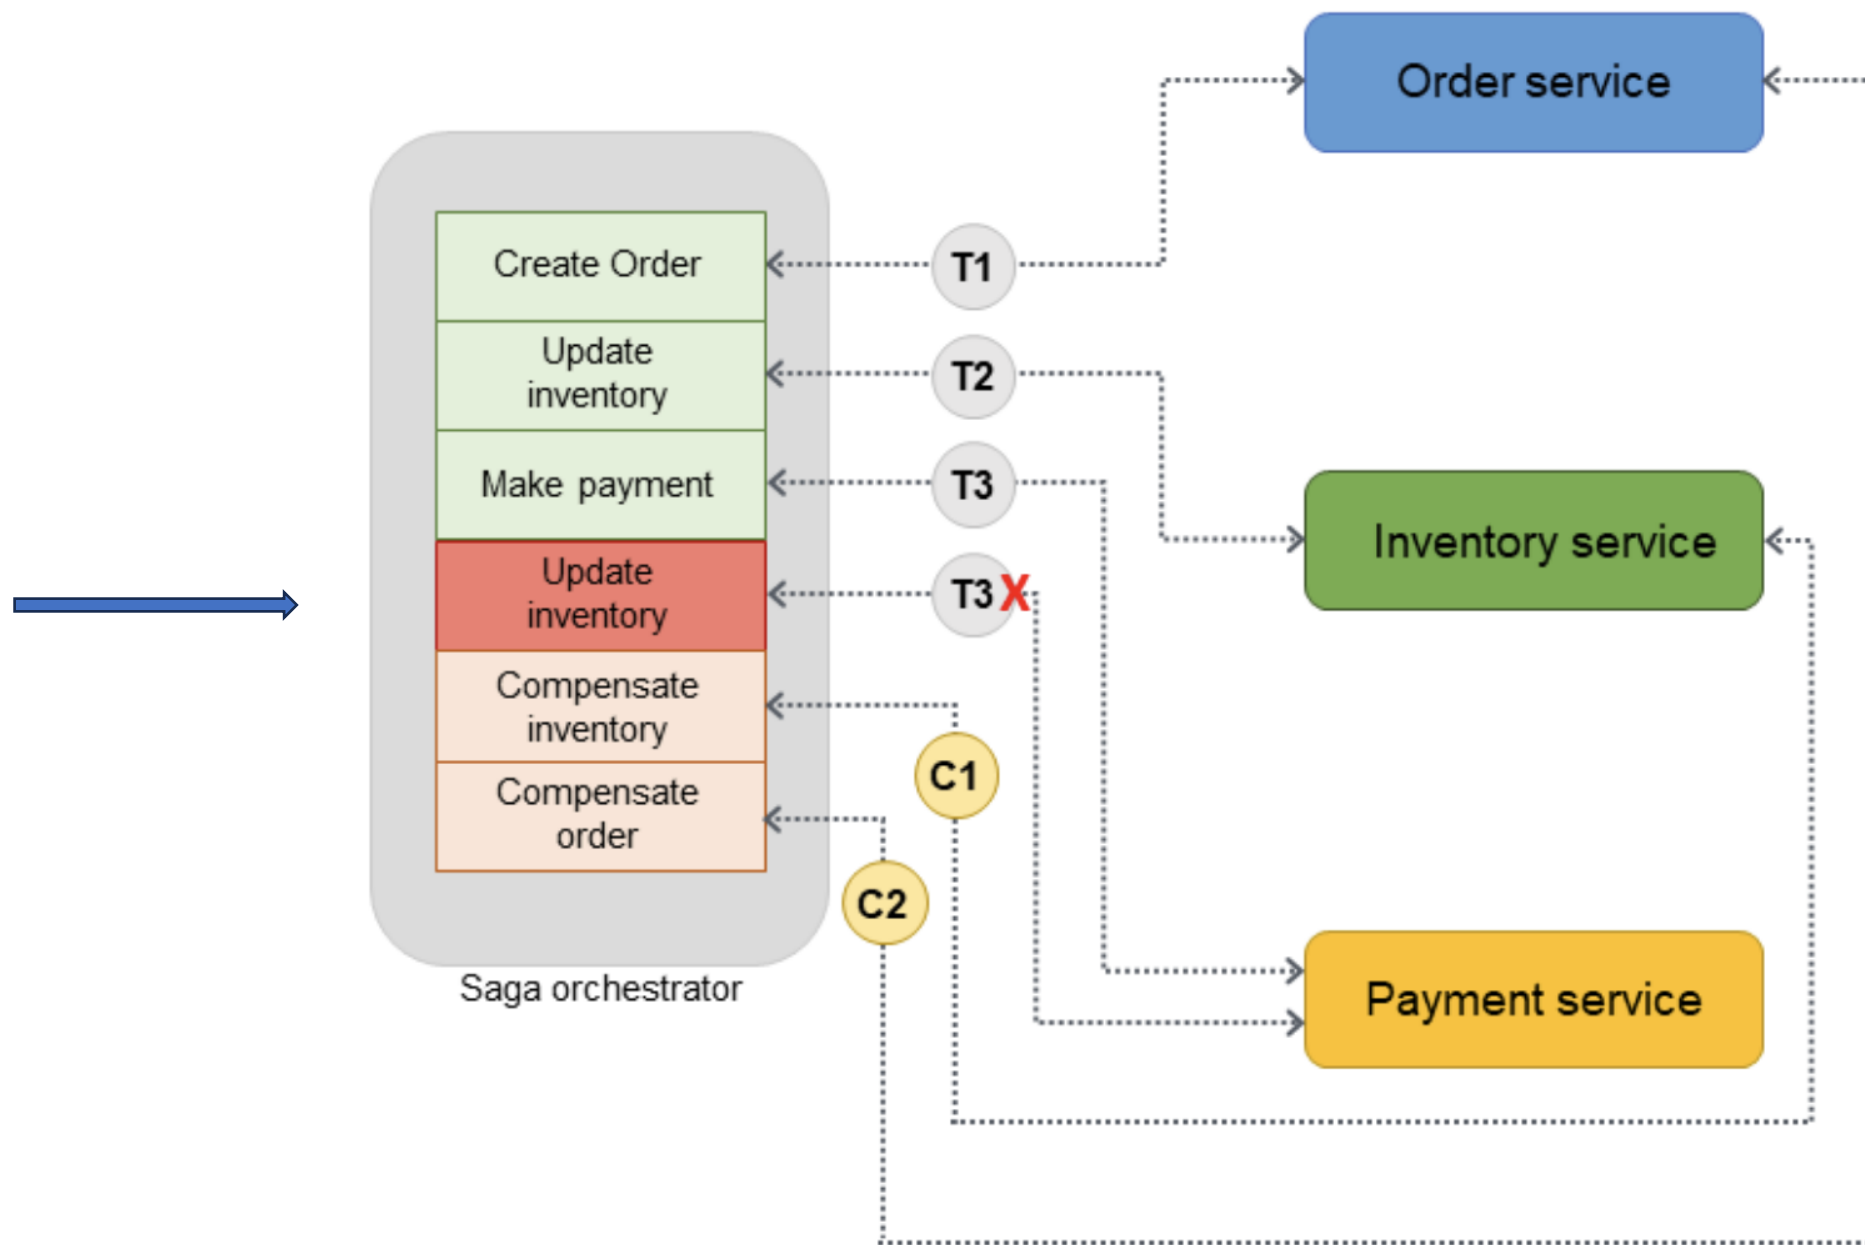 Order service
Create Order
T1
Update
inventory
T2
Make payment
T3
Inventory service
Update
inventory
T3
X
Compensate
inventory
C1
Compensate
order
C2
Saga orchestrator
Payment service